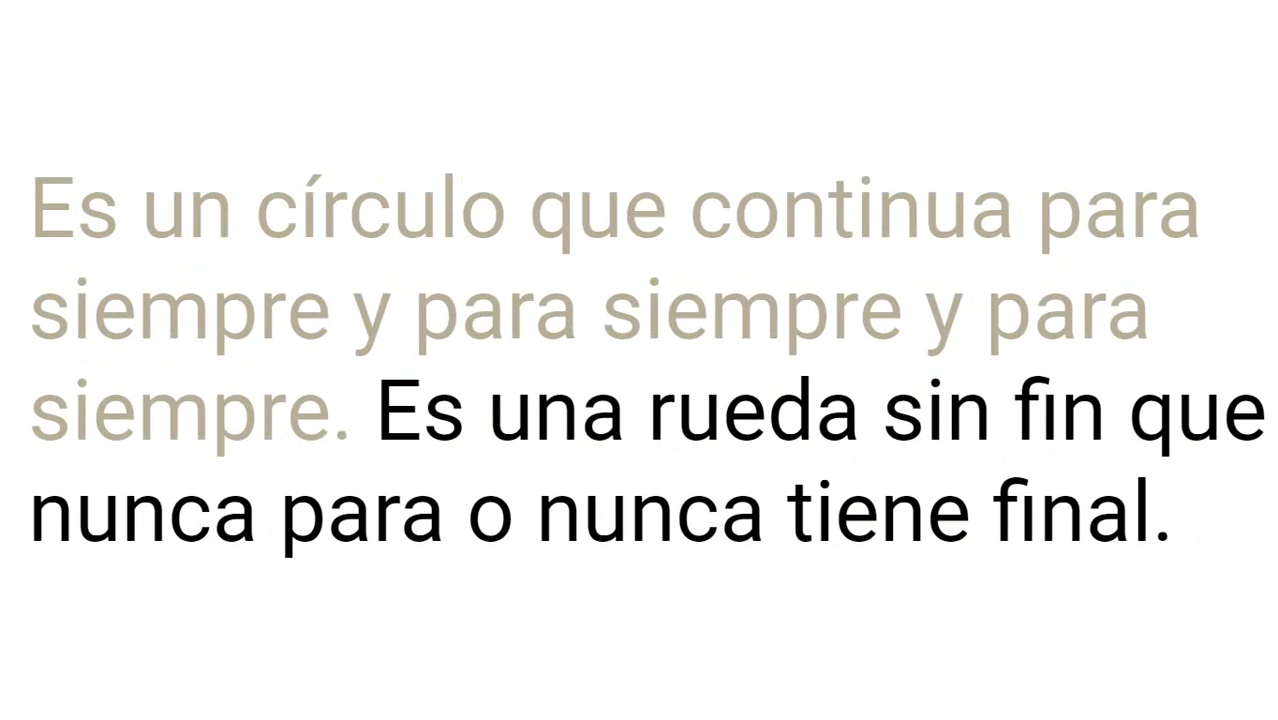 Es un círculo que continua para
siempre y para siempre y para
siempre. Es una rueda sin fin que
nunca para o nunca tiene final.